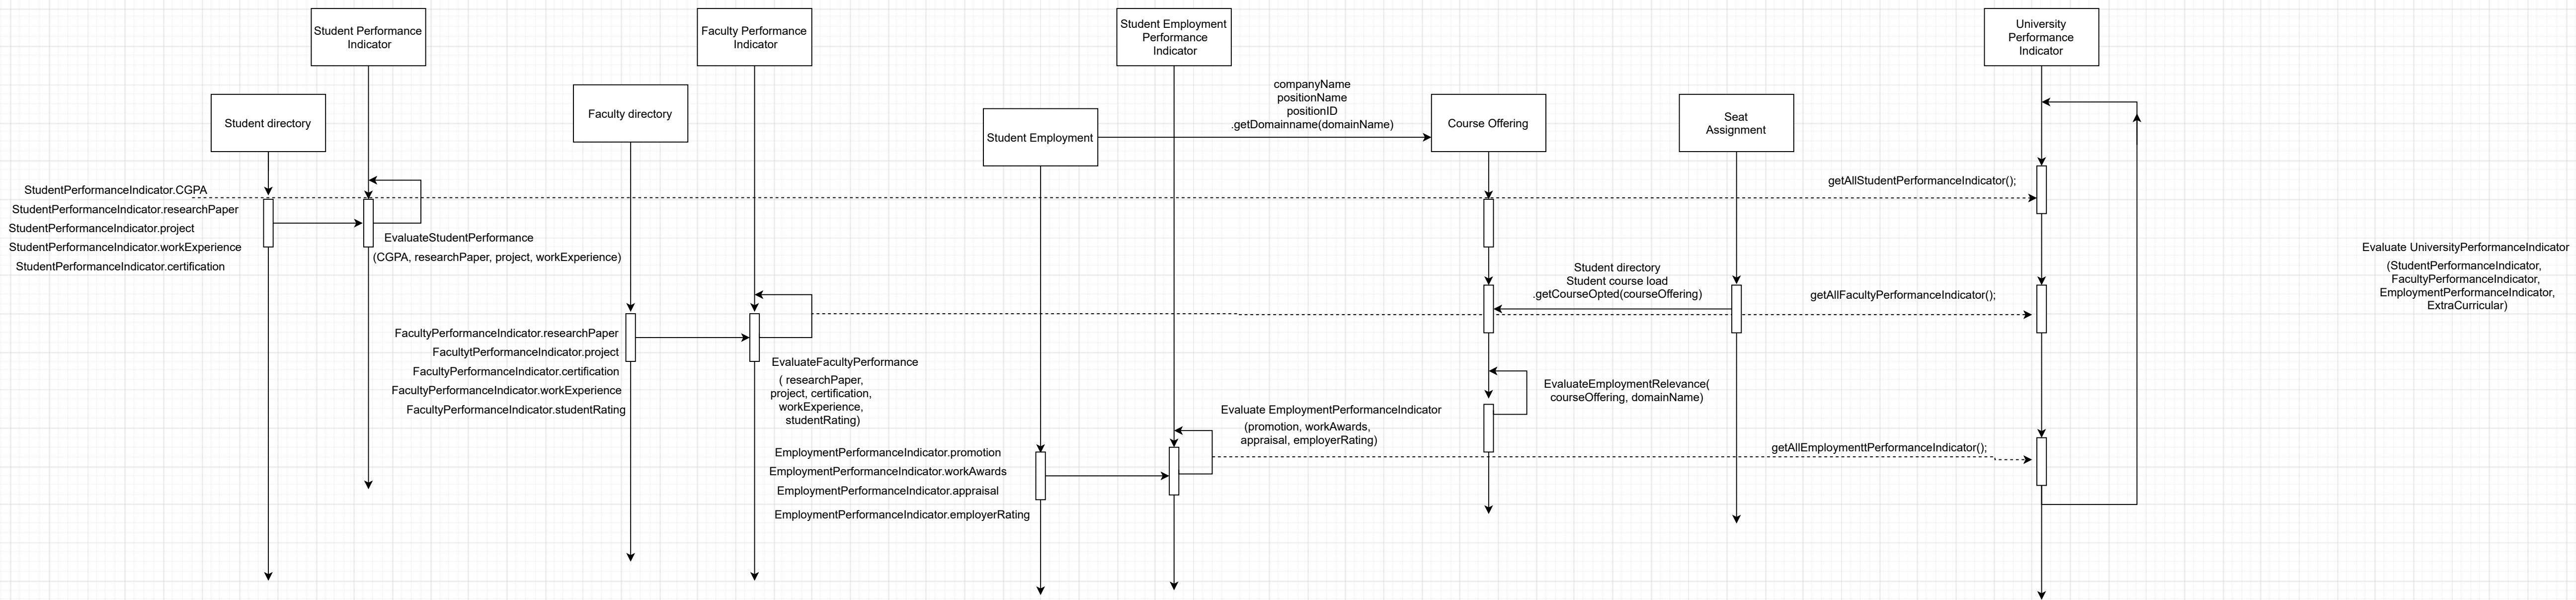 Student Performance
Indicator
Faculty Performance
Indicator
Student Employment
Performance
Indicator
University
Performance
Indicator
Student directory
Faculty directory
Student Employment
companyName
positionName
positionID
.getDomainname(domainName)
Course Offering
Seat
Assignment
StudentPerformanceIndicator.CGPA
StudentPerformanceIndicator.researchPaper
StudentPerformanceIndicator.project
StudentPerformanceIndicator.workExperience
StudentPerformanceIndicator.certification
EvaluateStudentPerformance
(CGPA, researchPaper, project, workExperience)
getAllStudentPerformanceIndicator();
Student directory
Student course load
.getCourseOpted(courseOffering)
getAllFacultyPerformanceIndicator();
Evaluate UniversityPerformanceIndicator
(StudentPerformanceIndicator,
FacultyPerformanceIndicator,
EmploymentPerformanceIndicator,
ExtraCurricular)
FacultyPerformanceIndicator.researchPaper
FacultytPerformanceIndicator.project
FacultyPerformanceIndicator.certification
FacultyPerformanceIndicator.workExperience
FacultyPerformanceIndicator.studentRating
EvaluateFacultyPerformance
( researchPaper,
project, certification,
workExperience,
studentRating)
EvaluateEmploymentRelevance(
courseOffering, domainName)
Evaluate EmploymentPerformanceIndicator
(promotion, workAwards,
appraisal, employerRating)
EmploymentPerformanceIndicator.promotion
EmploymentPerformanceIndicator.workAwards
EmploymentPerformanceIndicator.appraisal
EmploymentPerformanceIndicator.employerRating
getAllEmploymenttPerformanceIndicator();